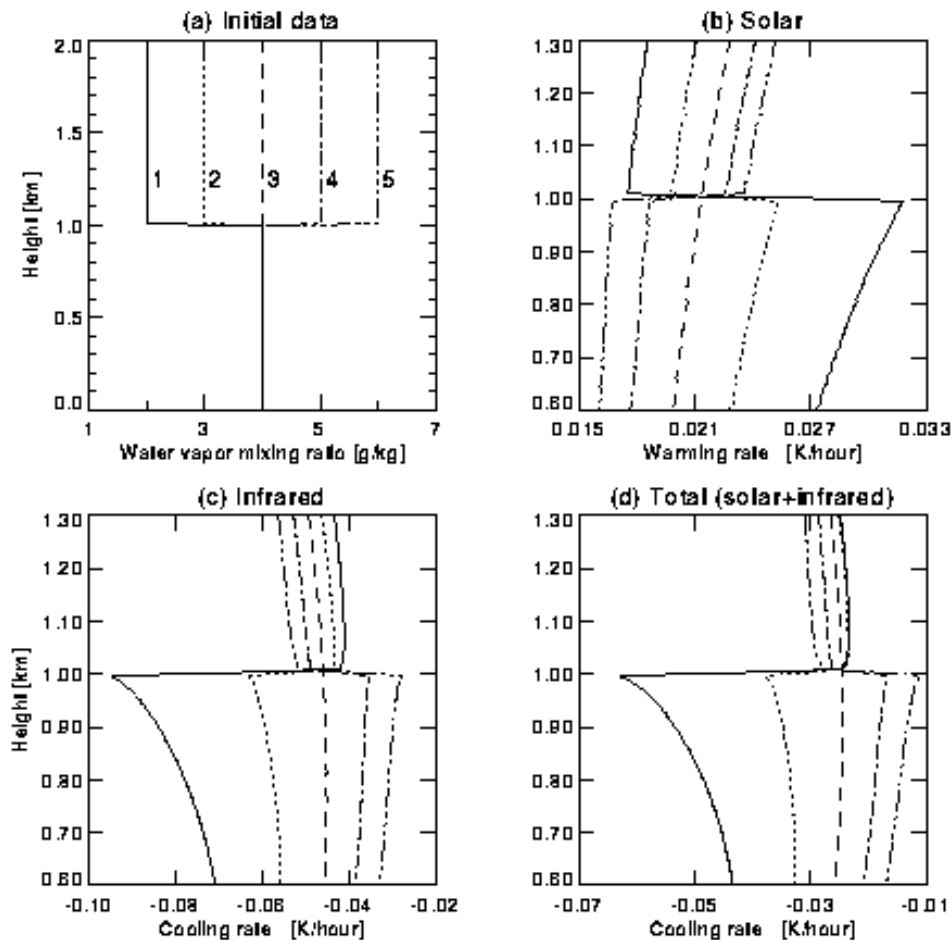 (a) Initial data
2.0
1.5
1.0
0.5
0.0
Height [km]
1 2 3 4 5
1 3 5 7
Water vapor mixing ratio [g/kg]
(b) Solar
1.30
1.20
1.10
1.00
0.90
0.80
0.70
0.60
0.015 0.021 0.027 0.033
Warming rate [K/hour]
(c) Infrared
1.30
1.20
1.10
1.00
0.90
0.80
0.70
0.60
Height [km]
-0.10 -0.08 -0.06 -0.04 -0.02
Cooling rate [K/hour]
(d) Total (solar+infrared)
1.30
1.20
1.10
1.00
0.90
0.80
0.70
0.60
-0.07 -0.05 -0.03 -0.01
Cooling rate [K/hour]